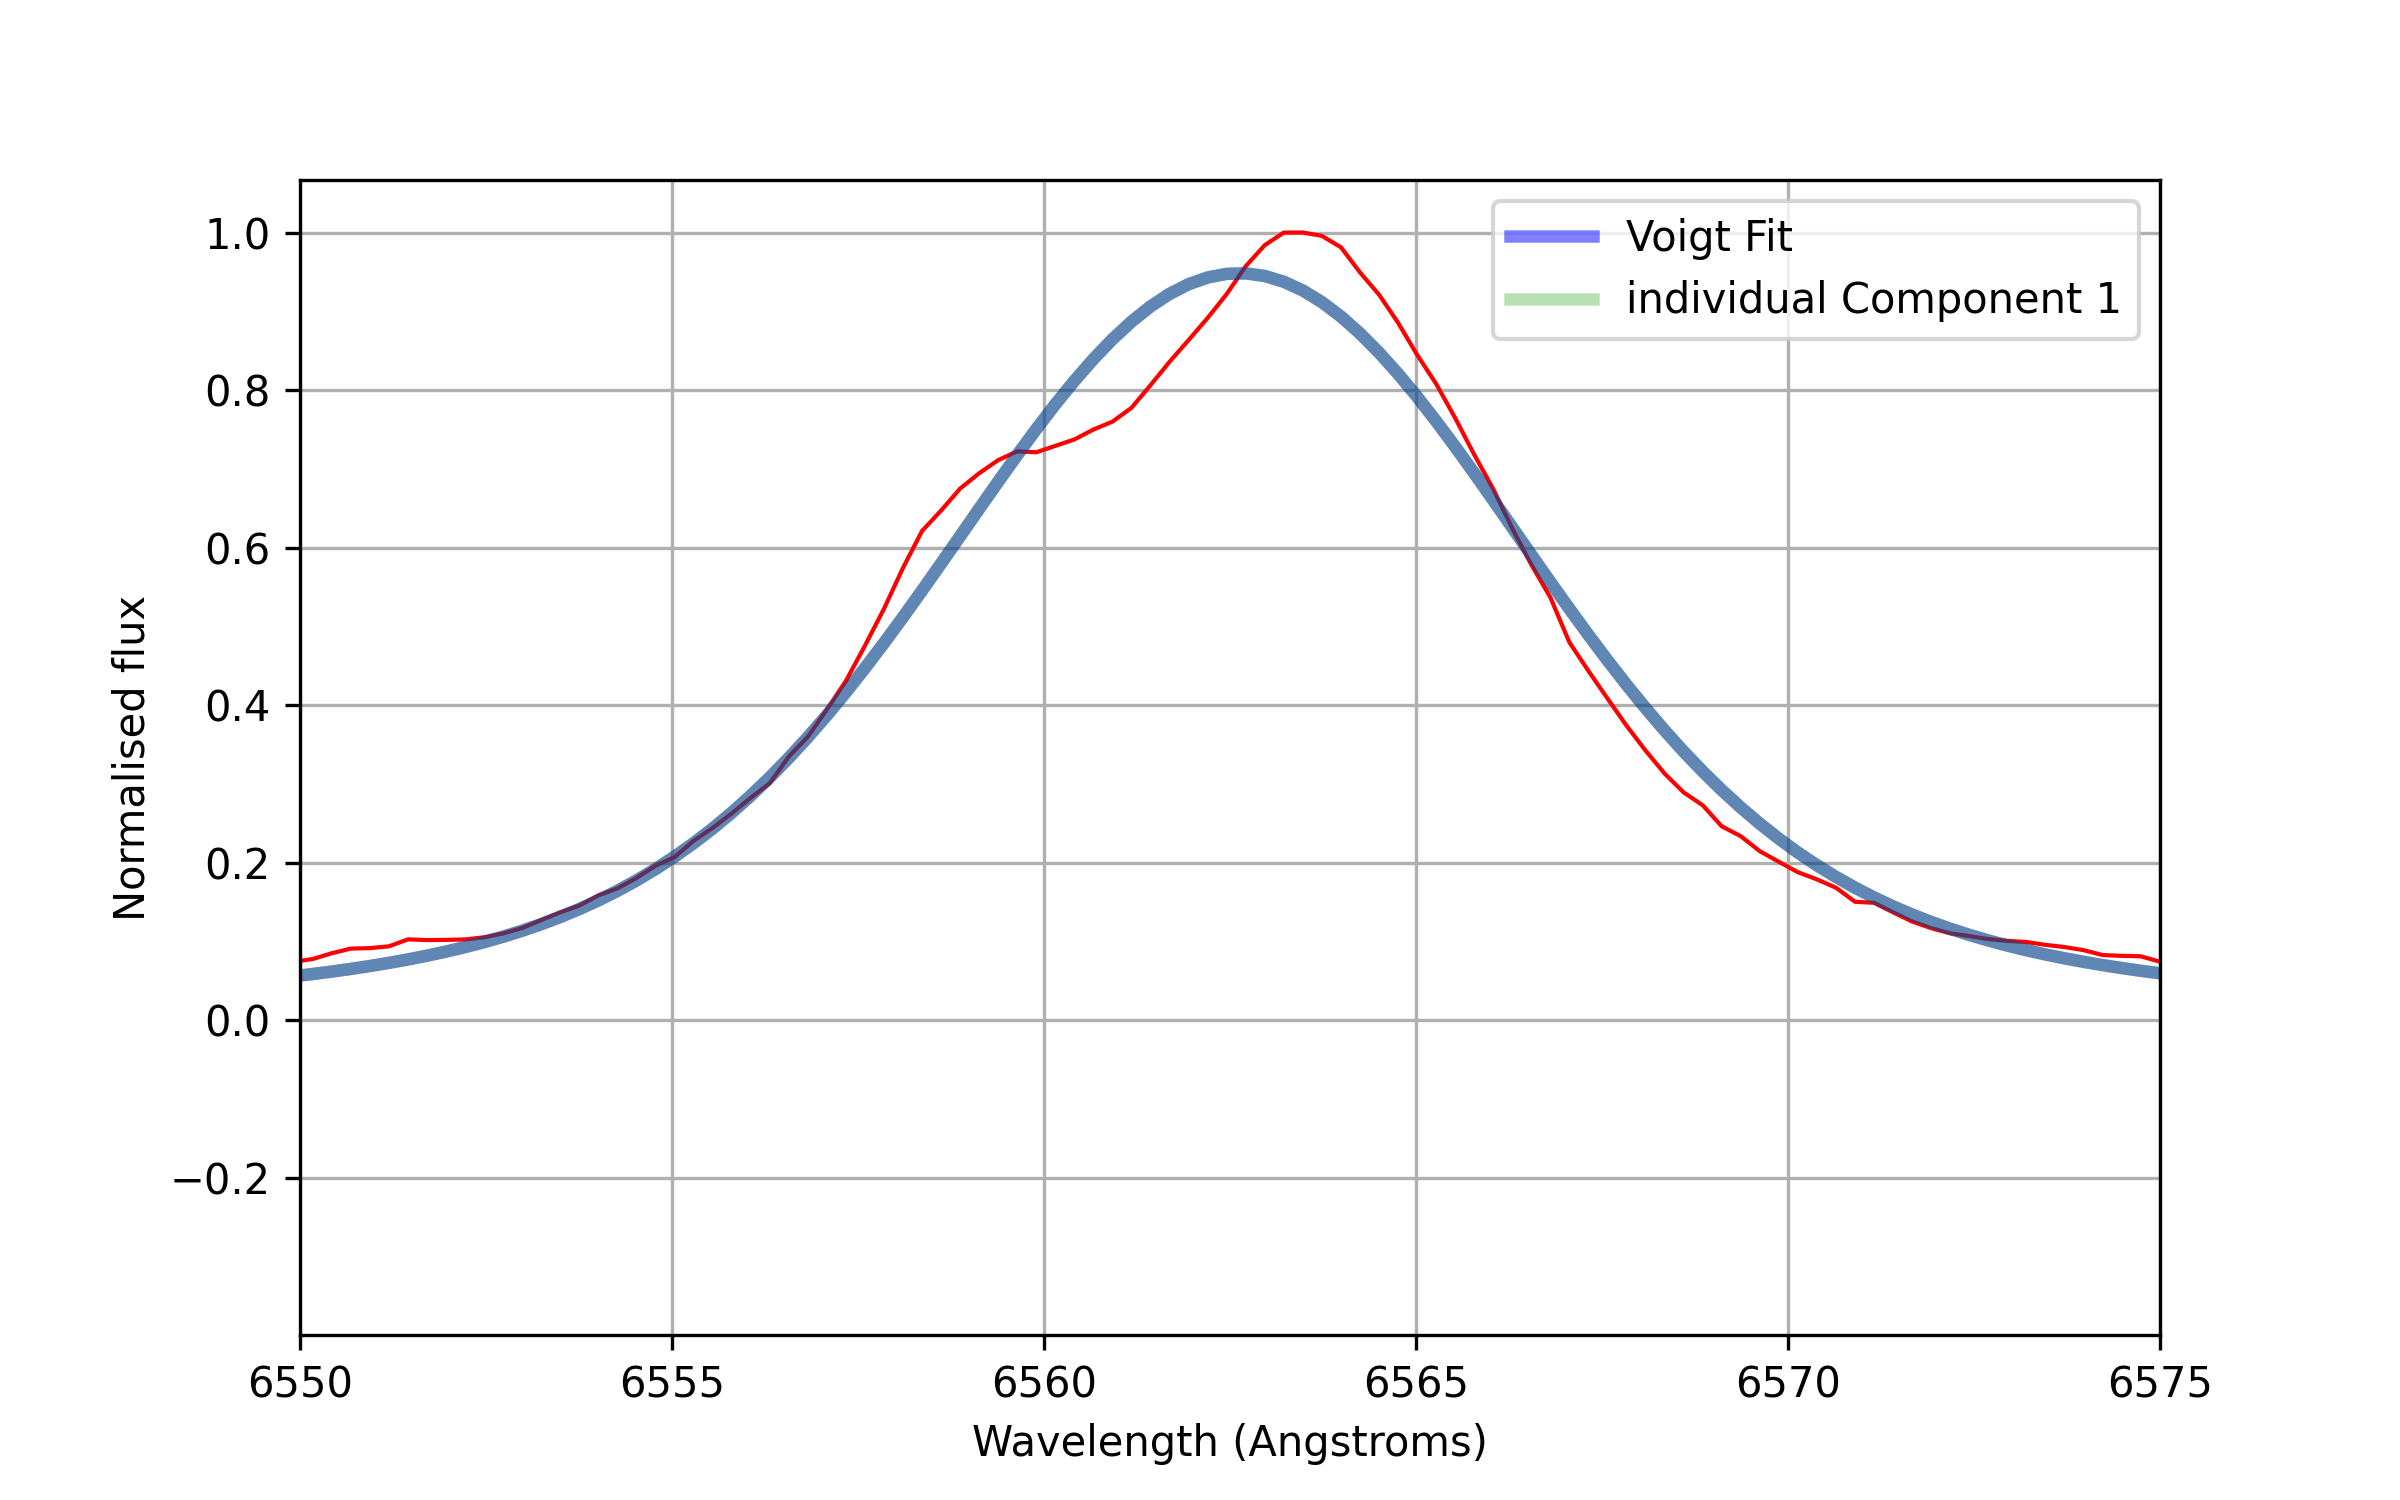 Voigt Fit
individual Component 1
1.0
0.8
0.6
0.4
0.2
0.0
−0.2
Normalised flux
6550 6555 6560 6565 6570 6575
Wavelength (Angstroms)